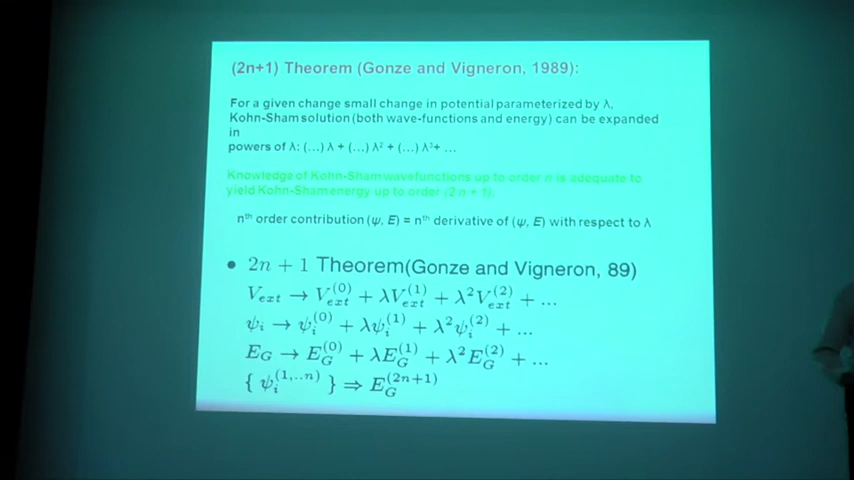 (2n+1) Theorem (Gonze and Vigneron, 1989):
For a given change small change in potential parameterized by λ,
Kohn-Sham solution (both wave-functions and energy) can be expanded
in
powers of λ: (...) λ + (...) λ² + (...) λ³+ ...
Knowledge of Kohn-Sham wavefunctions up to order n is adequate to
yield Kohn-Sham energy up to order (2 n + 1).
nᵗʰ order contribution (ψ, E) = nᵗʰ derivative of (ψ, E) with respect to λ
• 2n + 1 Theorem(Gonze and Vigneron, 89)
V_ext → V_ext^(0) + λV_ext^(1) + λ²V_ext^(2) + ...
ψ_i → ψ_i^(0) + λψ_i^(1) + λ²ψ_i^(2) + ...
E_G → E_G^(0) + λE_G^(1) + λ²E_G^(2) + ...
{ ψ_i^(1,..n) } ⇒ E_G^(2n+1)